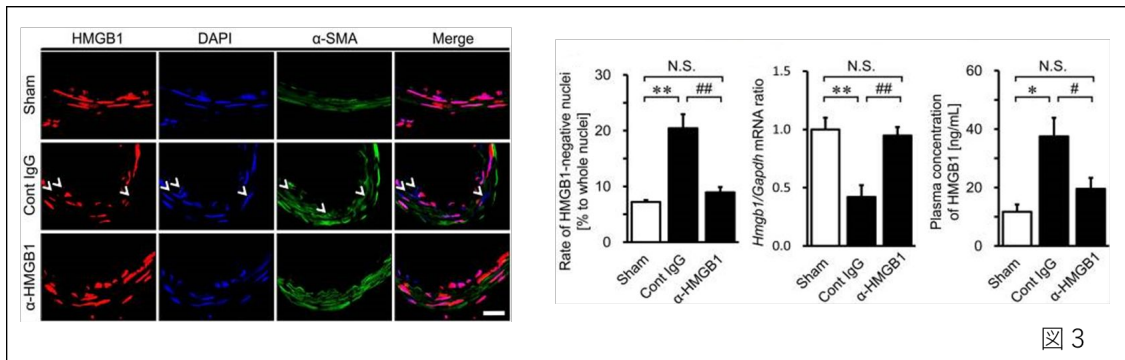 HMGB1
DAPI
α-SMA
Merge
Sham
Cont IgG
α-HMGB1
Rate of HMGB1-negative nuclei
[% to whole nuclei]
30
20
10
0
N.S.
**
##
Sham
Cont IgG
α-HMGB1
Hmgb1/Gapdh mRNA ratio
1.5
1.0
0.5
0.0
N.S.
**
##
Sham
Cont IgG
α-HMGB1
Plasma concentration
of HMGB1 [ng/mL]
60
40
20
0
N.S.
*
#
Sham
Cont IgG
α-HMGB1
図 3